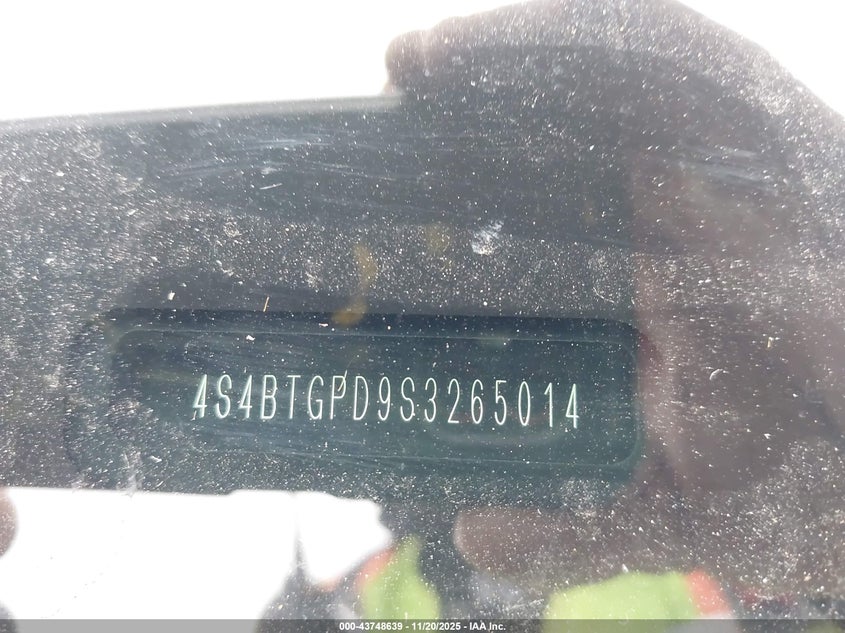 4S4BTGPD9S3265014
000-43748639 - 11/20/2025 - IAA Inc.